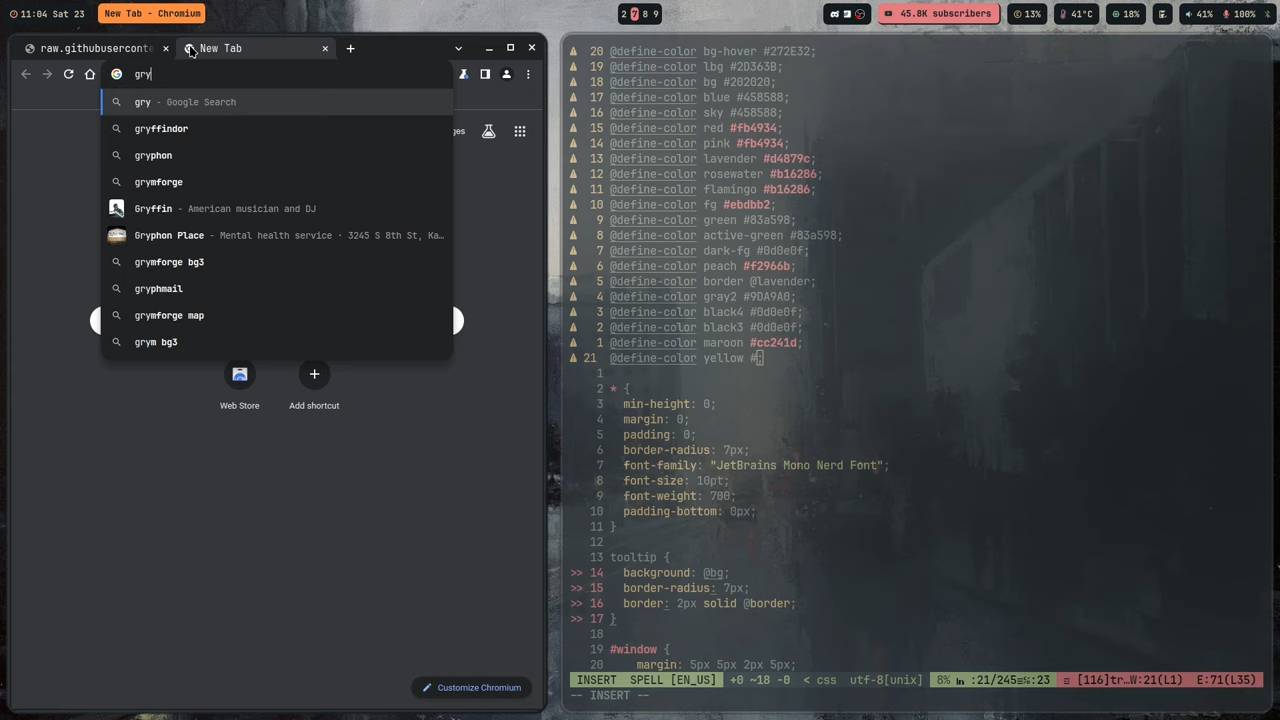 11:04 Sat 23
New Tab - Chromium
2 7 8 9
45.8K subscribers
13%
41°C
18%
41%
100%
raw.githubuserconte
New Tab
gry
gry - Google Search
gryffindor
gryphon
grymforge
Gryffin - American musician and DJ
Gryphon Place - Mental health service · 3245 S 8th St, Ka…
grymforge bg3
gryphmail
grymforge map
grym bg3
ges
Web Store
Add shortcut
Customize Chromium
20 @define-color bg-hover #272E32;
19 @define-color lbg #2D363B;
18 @define-color bg #202020;
17 @define-color blue #458588;
16 @define-color sky #458588;
15 @define-color red #fb4934;
14 @define-color pink #fb4934;
13 @define-color lavender #d4879c;
12 @define-color rosewater #b16286;
11 @define-color flamingo #b16286;
10 @define-color fg #ebdbb2;
9 @define-color green #83a598;
8 @define-color active-green #83a598;
7 @define-color dark-fg #0d0e0f;
6 @define-color peach #f2966b;
5 @define-color border @lavender;
4 @define-color gray2 #9DA9A0;
3 @define-color black4 #0d0e0f;
2 @define-color black3 #0d0e0f;
1 @define-color maroon #cc241d;
21 @define-color yellow #;
1
2 * {
3 min-height: 0;
4 margin: 0;
5 padding: 0;
6 border-radius: 7px;
7 font-family: "JetBrains Mono Nerd Font";
8 font-size: 10pt;
9 font-weight: 700;
10 padding-bottom: 0px;
11 }
12
13 tooltip {
>> 14 background: @bg;
>> 15 border-radius: 7px;
>> 16 border: 2px solid @border;
>> 17 }
18
19 #window {
20 margin: 5px 5px 2px 5px;
INSERT SPELL [EN_US] +0 ~18 -0 < css utf-8[unix] 8% ln :21/245≡℅:23 [116]tr…W:21(L1) E:71(L35)
-- INSERT --